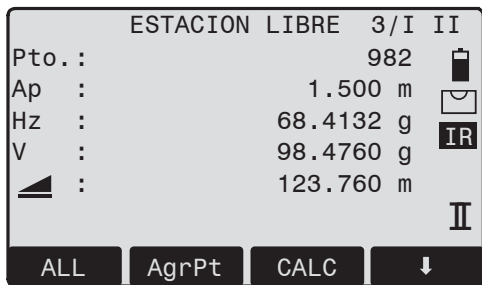 ESTACION LIBRE 3/I II
Pto.: 982
Ap : 1.500 m
Hz : 68.4132 g
IR
V : 98.4760 g
: 123.760 m
II
ALL AgrPt CALC